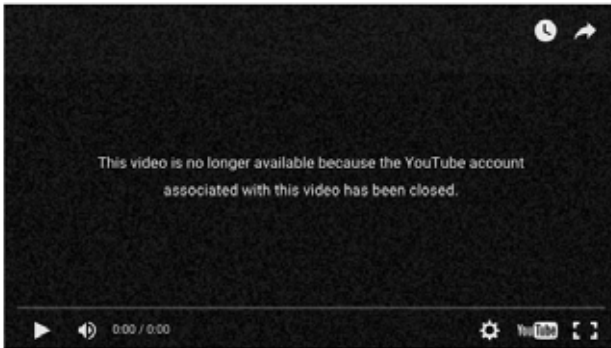 This video is no longer available because the YouTube account
associated with this video has been closed.
0:00 / 0:00
YouTube